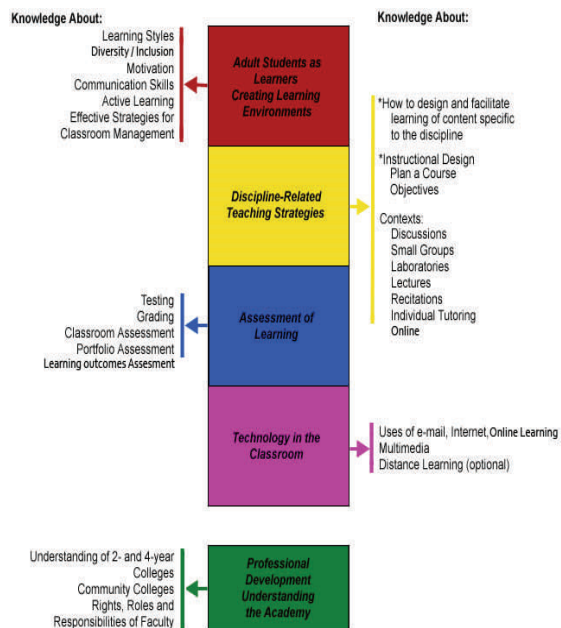 Knowledge About:
Learning Styles
Diversity / Inclusion
Motivation
Communication Skills
Active Learning
Effective Strategies for
Classroom Management
Adult Students as
Learners
Creating Learning
Environments
Knowledge About:
*How to design and facilitate
learning of content specific
to the discipline
*Instructional Design
Plan a Course
Objectives
Contexts:
Discussions
Small Groups
Laboratories
Lectures
Recitations
Individual Tutoring
Online
Discipline-Related
Teaching Strategies
Testing
Grading
Classroom Assessment
Portfolio Assessment
Learning outcomes Assesment
Assessment of
Learning
Technology in the
Classroom
Uses of e-mail, Internet, Online Learning
Multimedia
Distance Learning (optional)
Understanding of 2- and 4-year
Colleges
Community Colleges
Rights, Roles and
Responsibilities of Faculty
Professional
Development
Understanding
the Academy